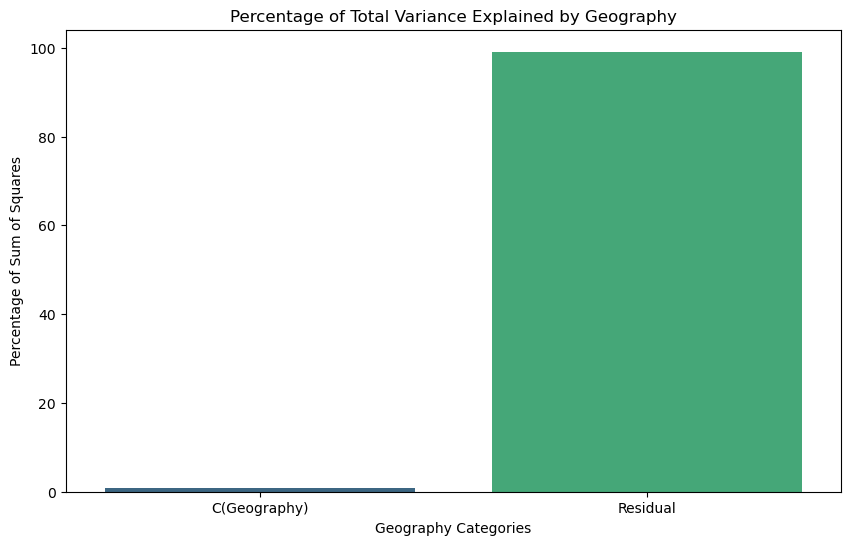 Percentage of Total Variance Explained by Geography
Percentage of Sum of Squares
100
80
60
40
20
0
C(Geography)
Residual
Geography Categories